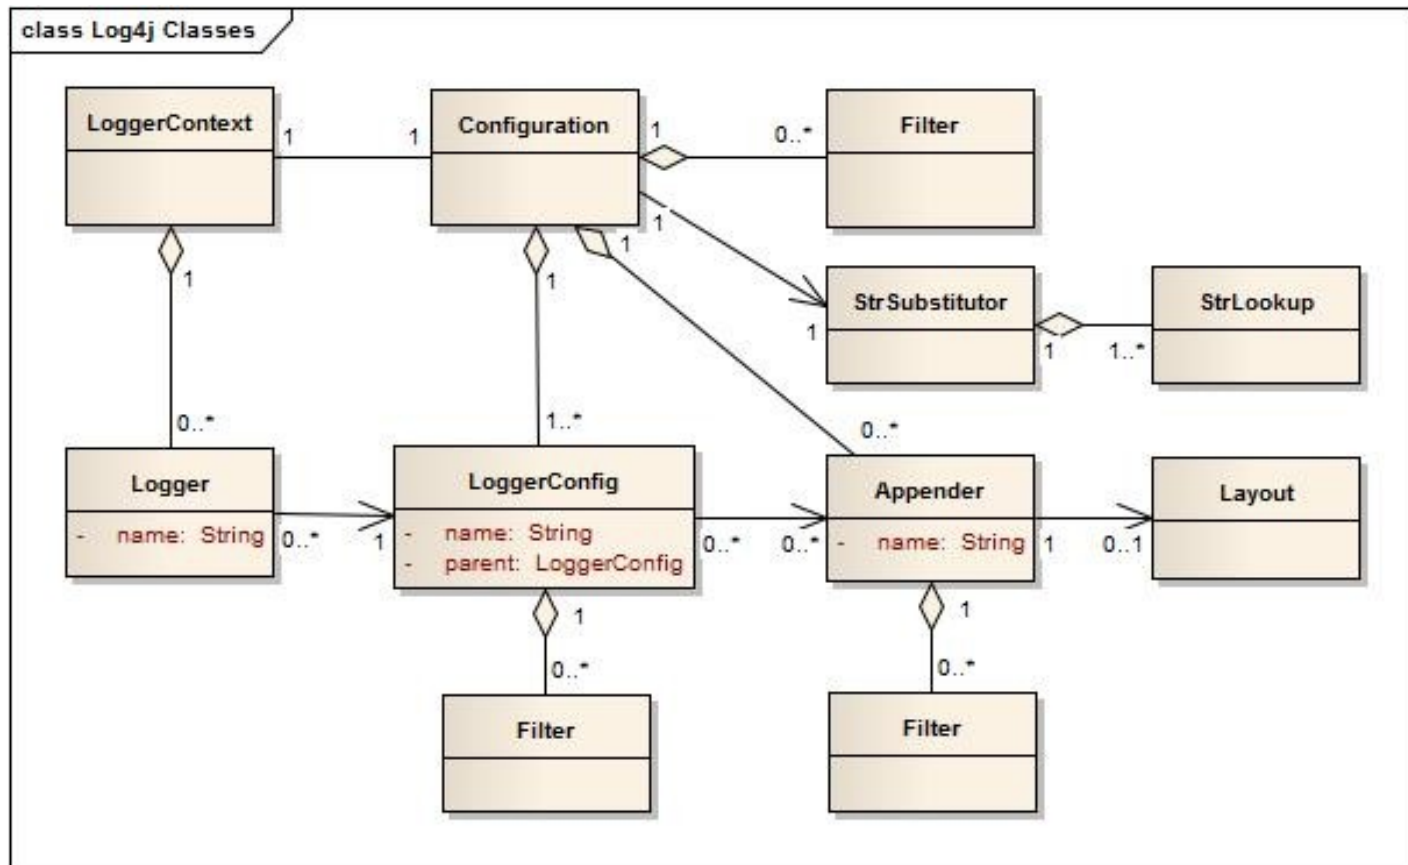 class Log4j Classes
LoggerContext
1
1
Configuration
1
0..*
Filter
1
1
1
1
1
StrSubstitutor
1
1..*
StrLookup
0..*
1..*
0..*
Logger
- name: String
0..*
1
LoggerConfig
- name: String
- parent: LoggerConfig
0..*
0..*
Appender
- name: String
1
0..1
Layout
1
0..*
Filter
1
0..*
Filter